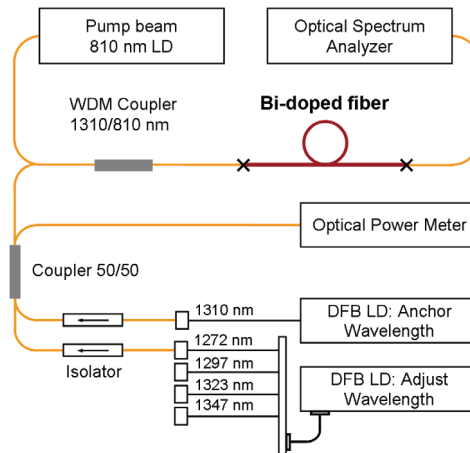 Pump beam
810 nm LD
Optical Spectrum
Analyzer
WDM Coupler
1310/810 nm
Bi-doped fiber
Optical Power Meter
Coupler 50/50
1310 nm
DFB LD: Anchor
Wavelength
1272 nm
Isolator
1297 nm
1323 nm
1347 nm
DFB LD: Adjust
Wavelength